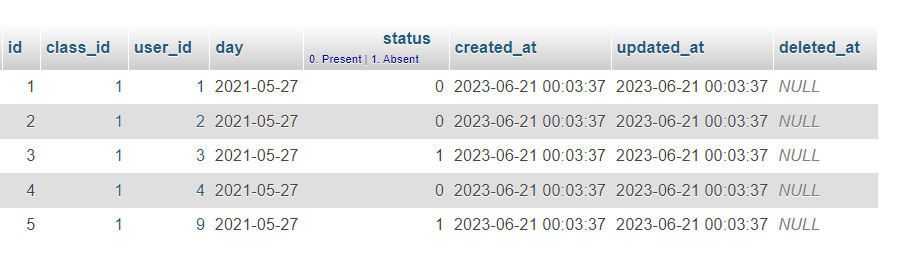 id class_id user_id day status created_at updated_at deleted_at
0. Present | 1. Absent
1 1 1 2021-05-27 0 2023-06-21 00:03:37 2023-06-21 00:03:37 NULL
2 1 2 2021-05-27 0 2023-06-21 00:03:37 2023-06-21 00:03:37 NULL
3 1 3 2021-05-27 1 2023-06-21 00:03:37 2023-06-21 00:03:37 NULL
4 1 4 2021-05-27 0 2023-06-21 00:03:37 2023-06-21 00:03:37 NULL
5 1 9 2021-05-27 1 2023-06-21 00:03:37 2023-06-21 00:03:37 NULL